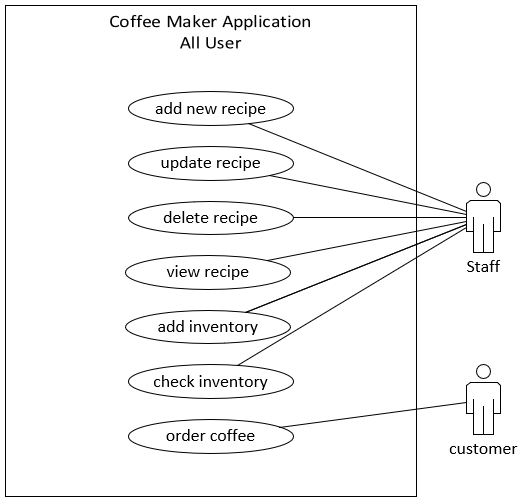 Coffee Maker Application
All User
add new recipe
update recipe
delete recipe
view recipe
add inventory
check inventory
order coffee
Staff
customer